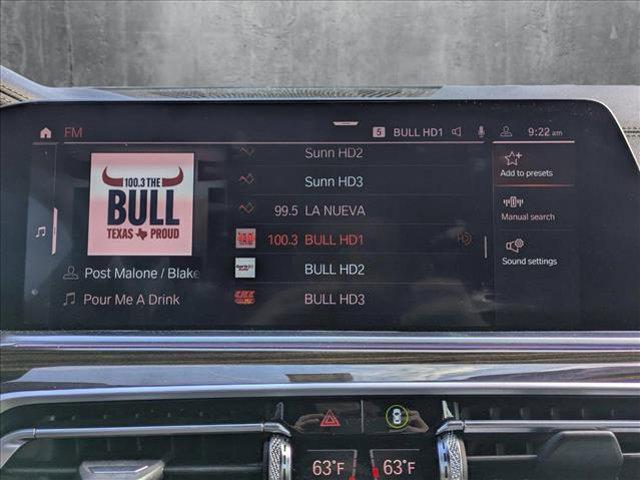 FM
5 BULL HD1
9:22 am
100.3 THE
BULL
TEXAS PROUD
Post Malone / Blake
Pour Me A Drink
Sunn HD2
Sunn HD3
99.5 LA NUEVA
100.3 BULL HD1
BULL HD2
BULL HD3
Add to presets
Manual search
Sound settings
63°F
63°F